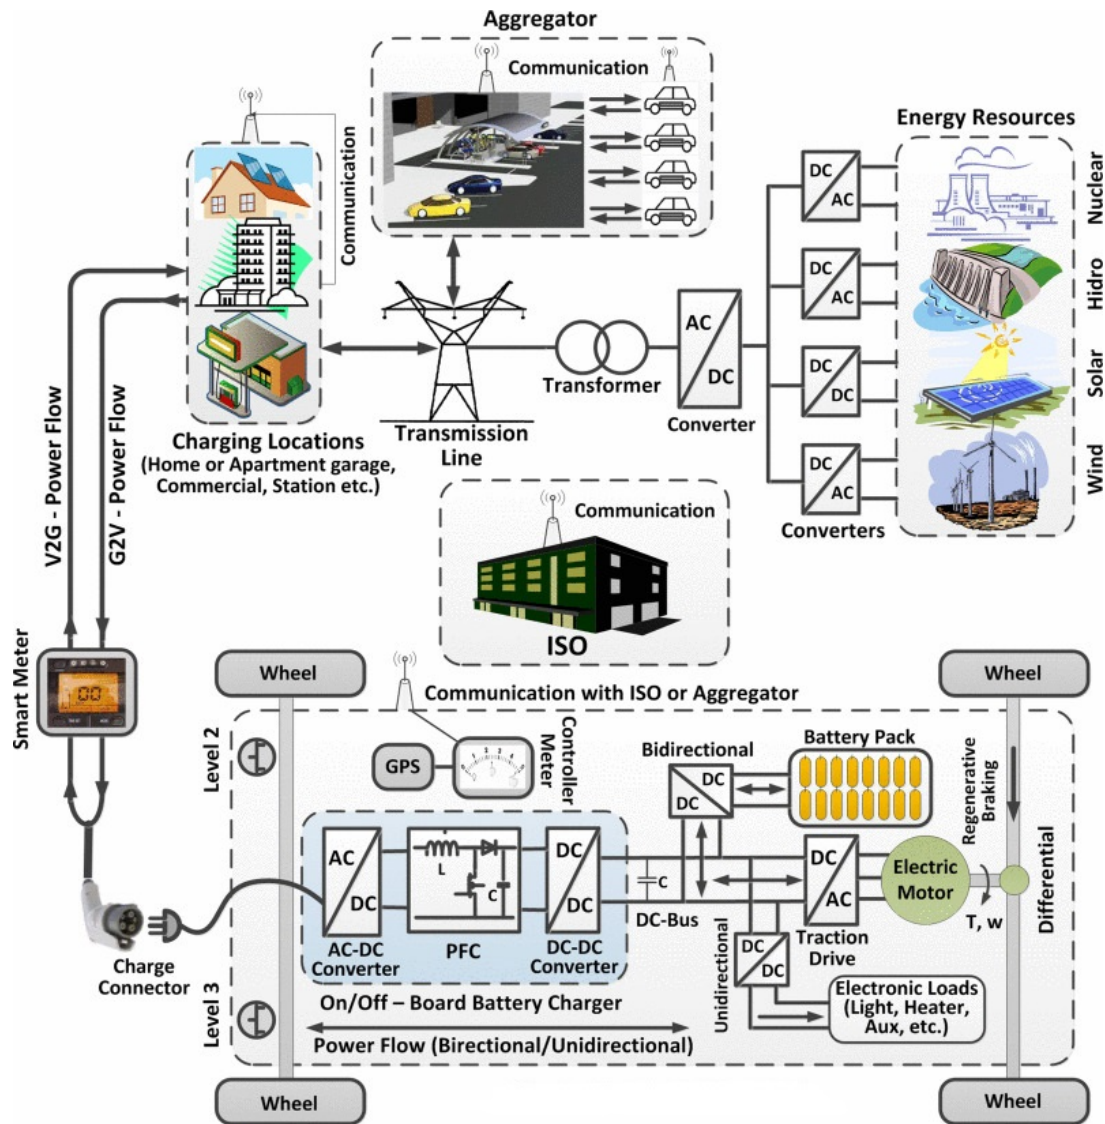 Aggregator
Communication
Communication
Energy Resources
DC
AC
Nuclear
DC
AC
Hidro
AC
DC
DC
DC
Solar
DC
AC
Wind
Transformer
Converter
Converters
Transmission
Line
Charging Locations
(Home or Apartment garage,
Commercial, Station etc.)
V2G - Power Flow
G2V - Power Flow
Communication
ISO
Smart Meter
00
Wheel
Wheel
Communication with ISO or Aggregator
Level 2
GPS
Controller
Meter
Bidirectional
DC
DC
Battery Pack
Regenerative
Braking
AC
DC
L
C
DC
DC
C
DC-Bus
DC
AC
Electric
Motor
T, w
Differential
AC-DC
Converter
PFC
DC-DC
Converter
Traction
Drive
Unidirectional
DC
DC
Charge
Connector
On/Off – Board Battery Charger
Electronic Loads
(Light, Heater,
Aux, etc.)
Level 3
Power Flow (Birectional/Unidirectional)
Wheel
Wheel